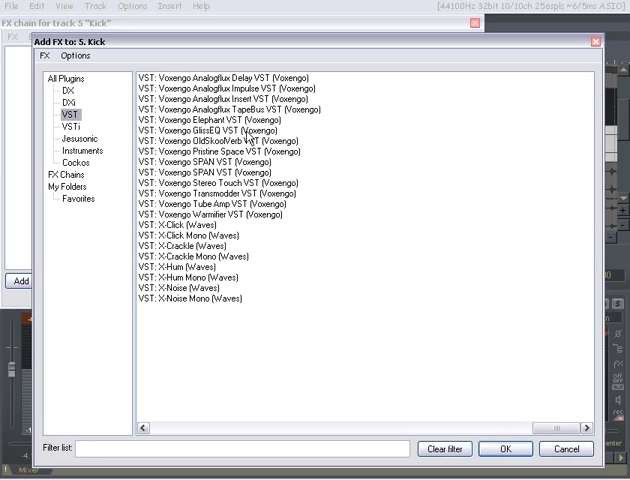 File Edit View Track Options Insert Help [44100Hz 32bit 10/10ch 256spls ~6/5ms ASIO]
FX chain for track 5 "Kick"
Add FX to: 5. Kick
FX Options
All Plugins
DX
DXi
VST
VSTi
Jesusonic
Instruments
Cockos
FX Chains
My Folders
Favorites
VST: Voxengo Analogflux Delay VST (Voxengo)
VST: Voxengo Analogflux Impulse VST (Voxengo)
VST: Voxengo Analogflux Insert VST (Voxengo)
VST: Voxengo Analogflux TapeBus VST (Voxengo)
VST: Voxengo Elephant VST (Voxengo)
VST: Voxengo GlissEQ VST (Voxengo)
VST: Voxengo OldSkoolVerb VST (Voxengo)
VST: Voxengo Pristine Space VST (Voxengo)
VST: Voxengo SPAN VST (Voxengo)
VST: Voxengo SPAN VST (Voxengo)
VST: Voxengo Stereo Touch VST (Voxengo)
VST: Voxengo Transmodder VST (Voxengo)
VST: Voxengo Tube Amp VST (Voxengo)
VST: Voxengo Warmifier VST (Voxengo)
VST: X-Click (Waves)
VST: X-Click Mono (Waves)
VST: X-Crackle (Waves)
VST: X-Crackle Mono (Waves)
VST: X-Hum (Waves)
VST: X-Hum Mono (Waves)
VST: X-Noise (Waves)
VST: X-Noise Mono (Waves)
Add
Filter list:
Clear filter
OK
Cancel
Mixer